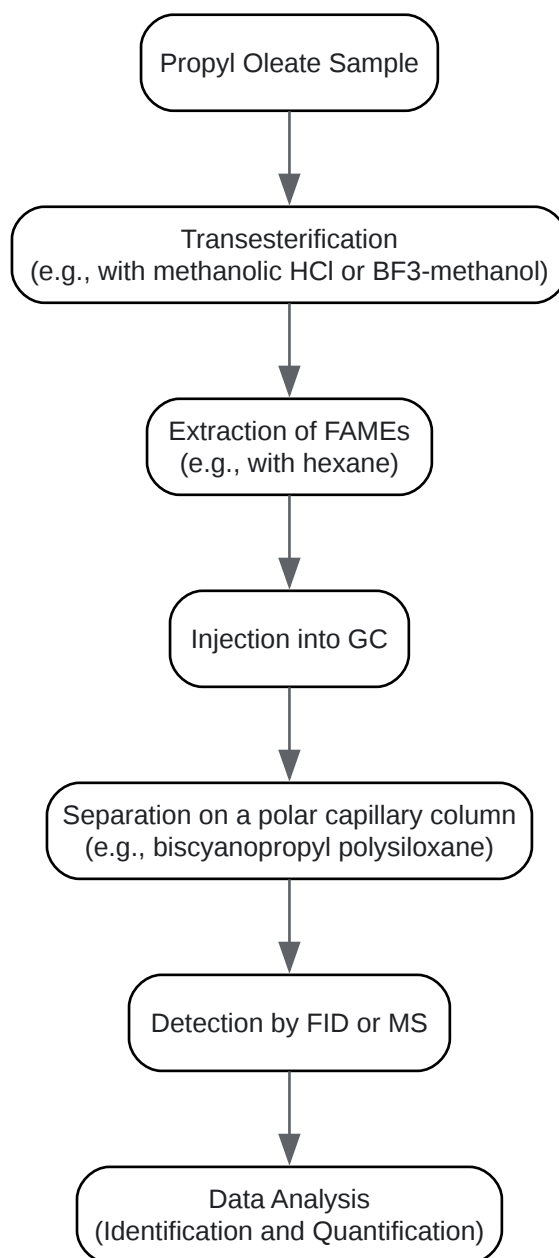 Propyl Oleate Sample
Transesterification
(e.g., with methanolic HCl or BF3-methanol)
Extraction of FAMEs
(e.g., with hexane)
Injection into GC
Separation on a polar capillary column
(e.g., biscyanopropyl polysiloxane)
Detection by FID or MS
Data Analysis
(Identification and Quantification)